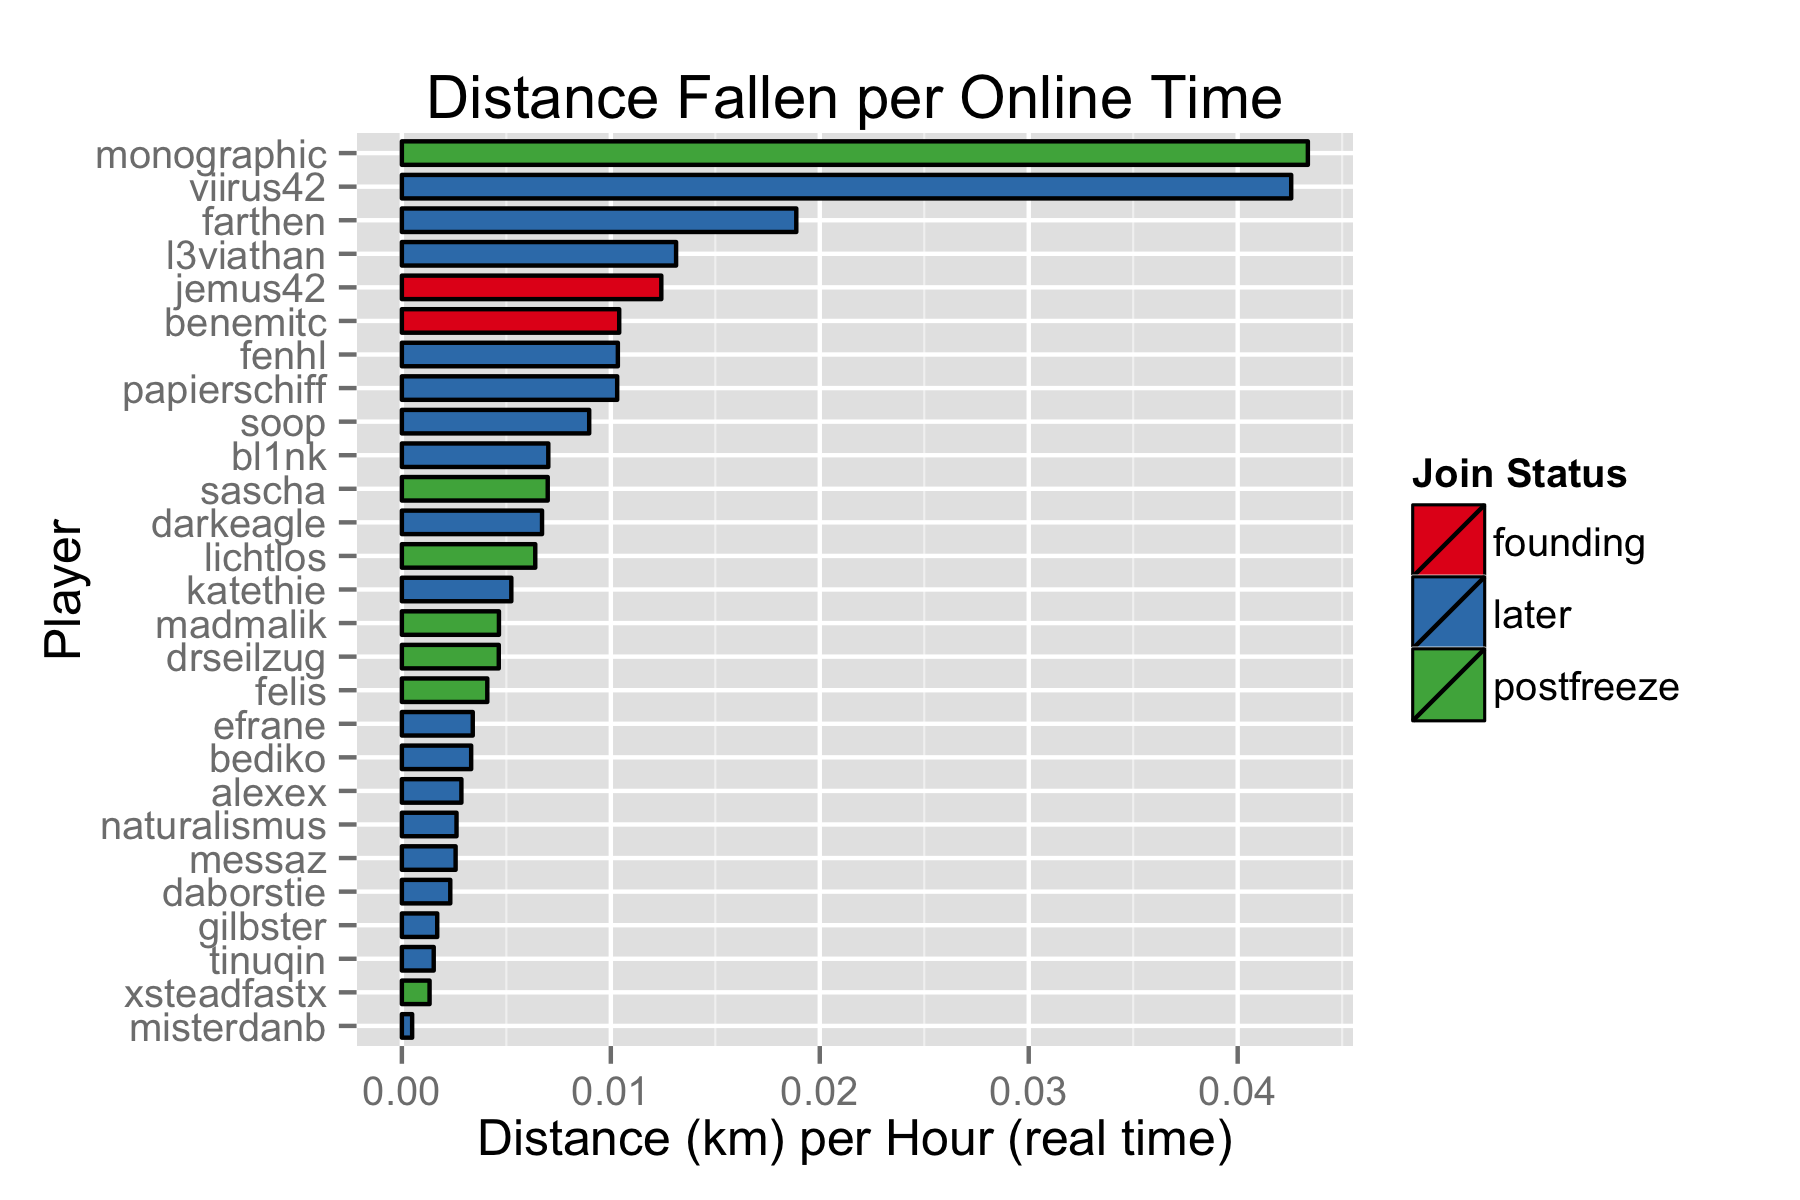 Distance Fallen per Online Time
monographic
viirus42
farthen
l3viathan
jemus42
benemitc
fenhl
papierschiff
soop
bl1nk
sascha
darkeagle
lichtlos
katethie
madmalik
drseilzug
felis
efrane
bediko
alexex
naturalismus
messaz
daborstie
gilbster
tinuqin
xsteadfastx
misterdanb
Player
0.00 0.01 0.02 0.03 0.04
Distance (km) per Hour (real time)
Join Status
founding
later
postfreeze